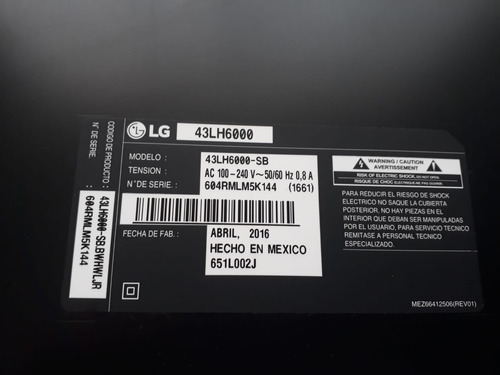 LG 43LH6000
MODELO : 43LH6000-SB
TENSION : AC 100-240 V~50/60 Hz 0,8 A
N°DE SERIE: 604RMLM5K144 (1661)
FECHA DE FAB.: ABRIL, 2016
HECHO EN MEXICO
651L002J
CODIGO DE PRODUCTO : 43LH6000-SB.BWHWLJR
N° DE SERIE : 604RMLM5K144
WARNING / CAUTION
AVERTISSEMENT
RISK OF ELECTRIC SHOCK. DO NOT OPEN
RISQUE DE CHOC ELECTRIQUE. NE PAS OUVRIR
PARA REDUCIR EL RIESGO DE SHOCK
ELECTRICO NO SAQUE LA CUBIERTA
POSTERIOR, NO HAY PIEZAS EN EL
INTERIOR QUE DEBAN SER MANIPULADAS
POR EL USUARIO, PARA SERVICIO TECNICO
REMITASE A PERSONAL TECNICO
ESPECIALIZADO.
MEZ66412506(REV01)